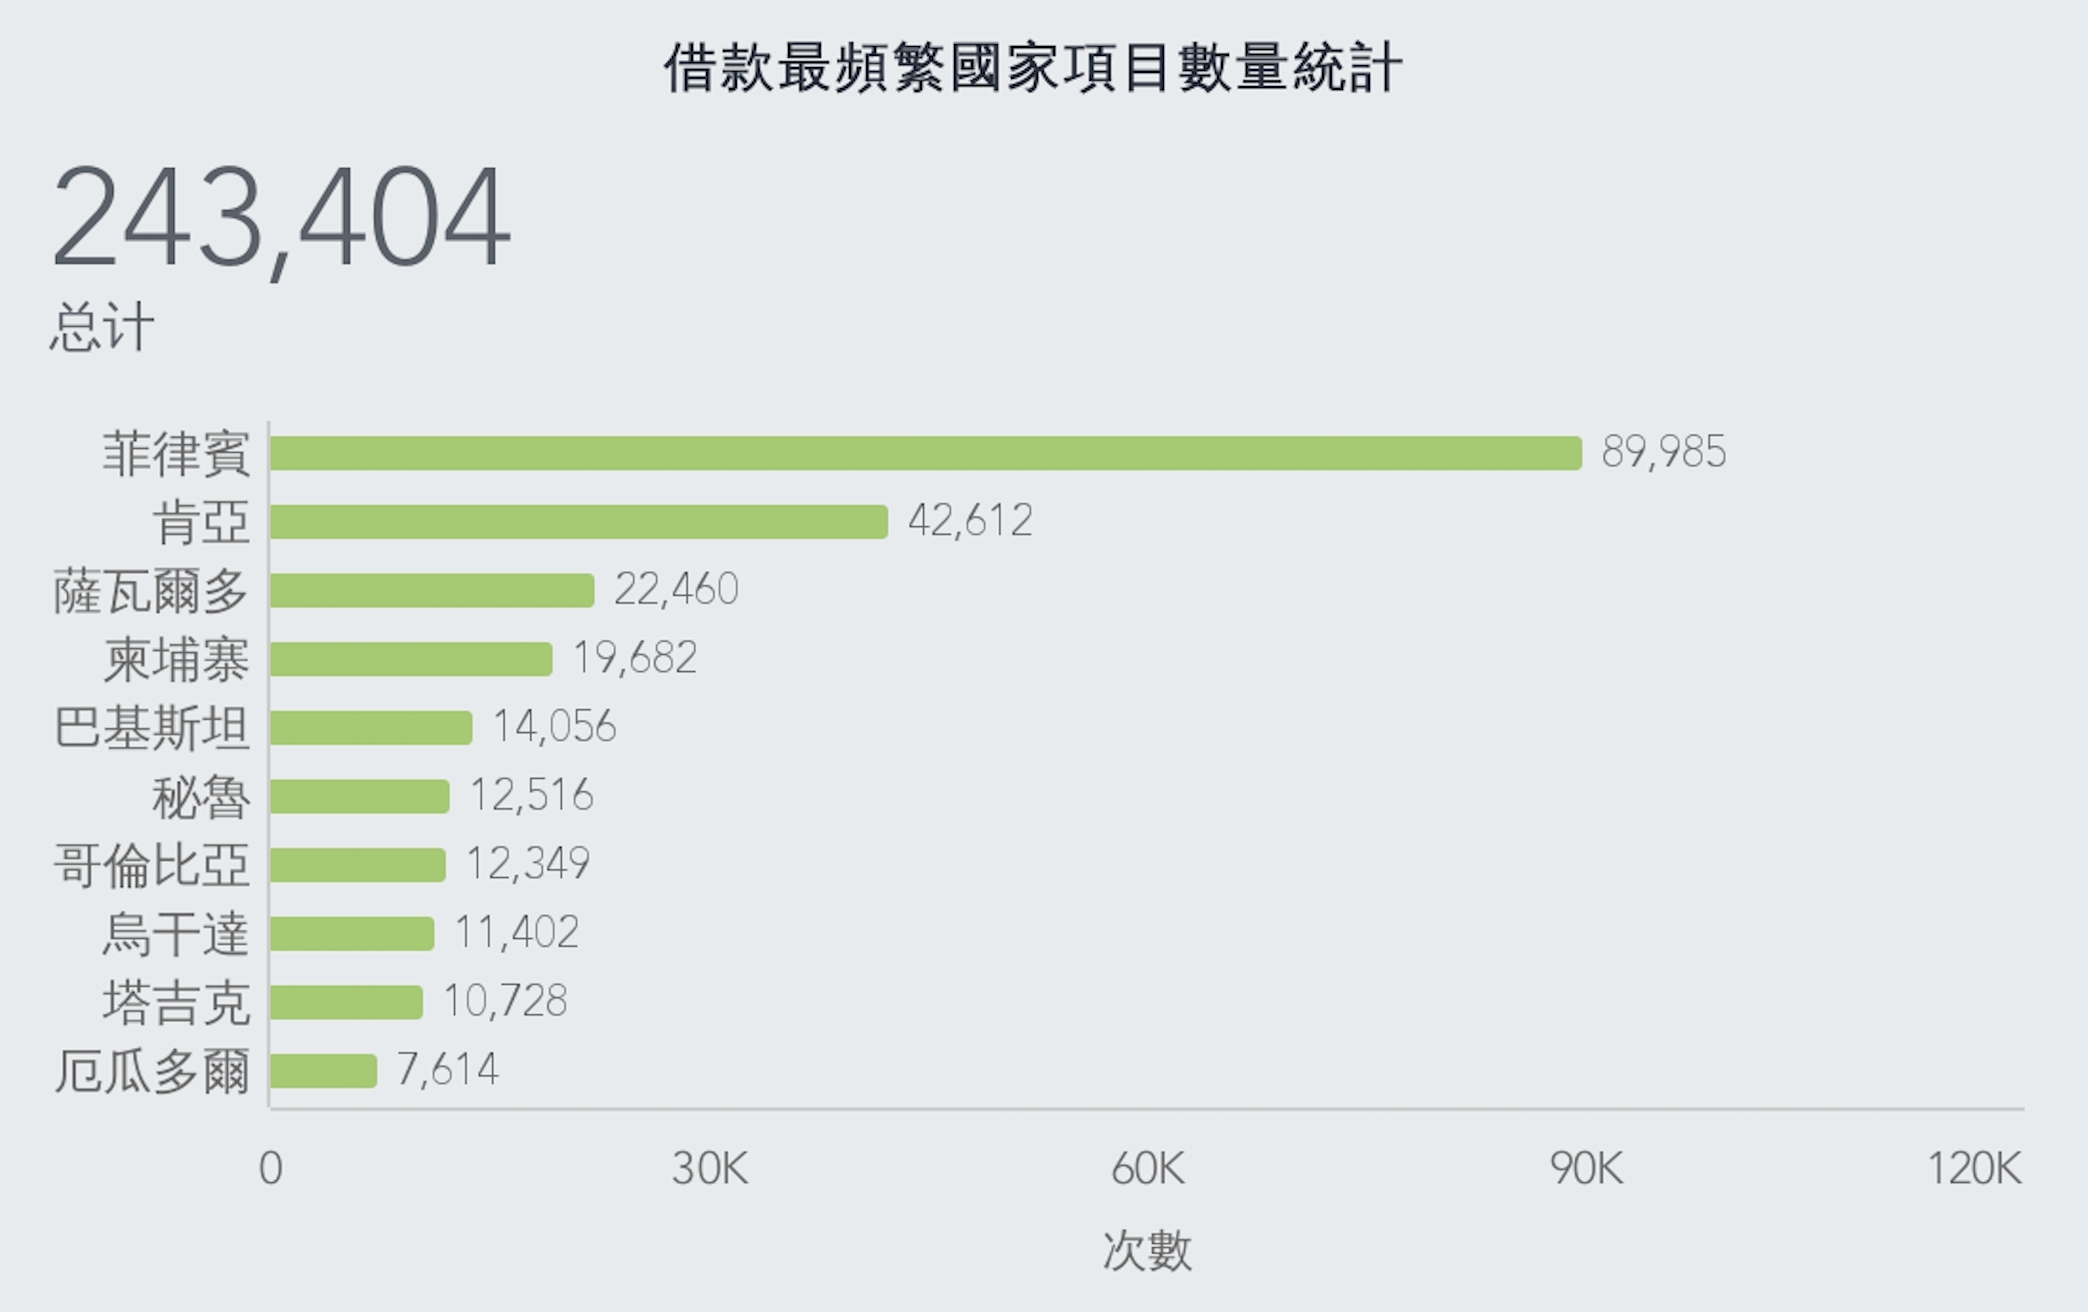 借款最頻繁國家項目數量統計
243,404
总计
菲律賓 89,985
肯亞 42,612
薩瓦爾多 22,460
柬埔寨 19,682
巴基斯坦 14,056
秘魯 12,516
哥倫比亞 12,349
烏干達 11,402
塔吉克 10,728
厄瓜多爾 7,614
0 30K 60K 90K 120K
次數